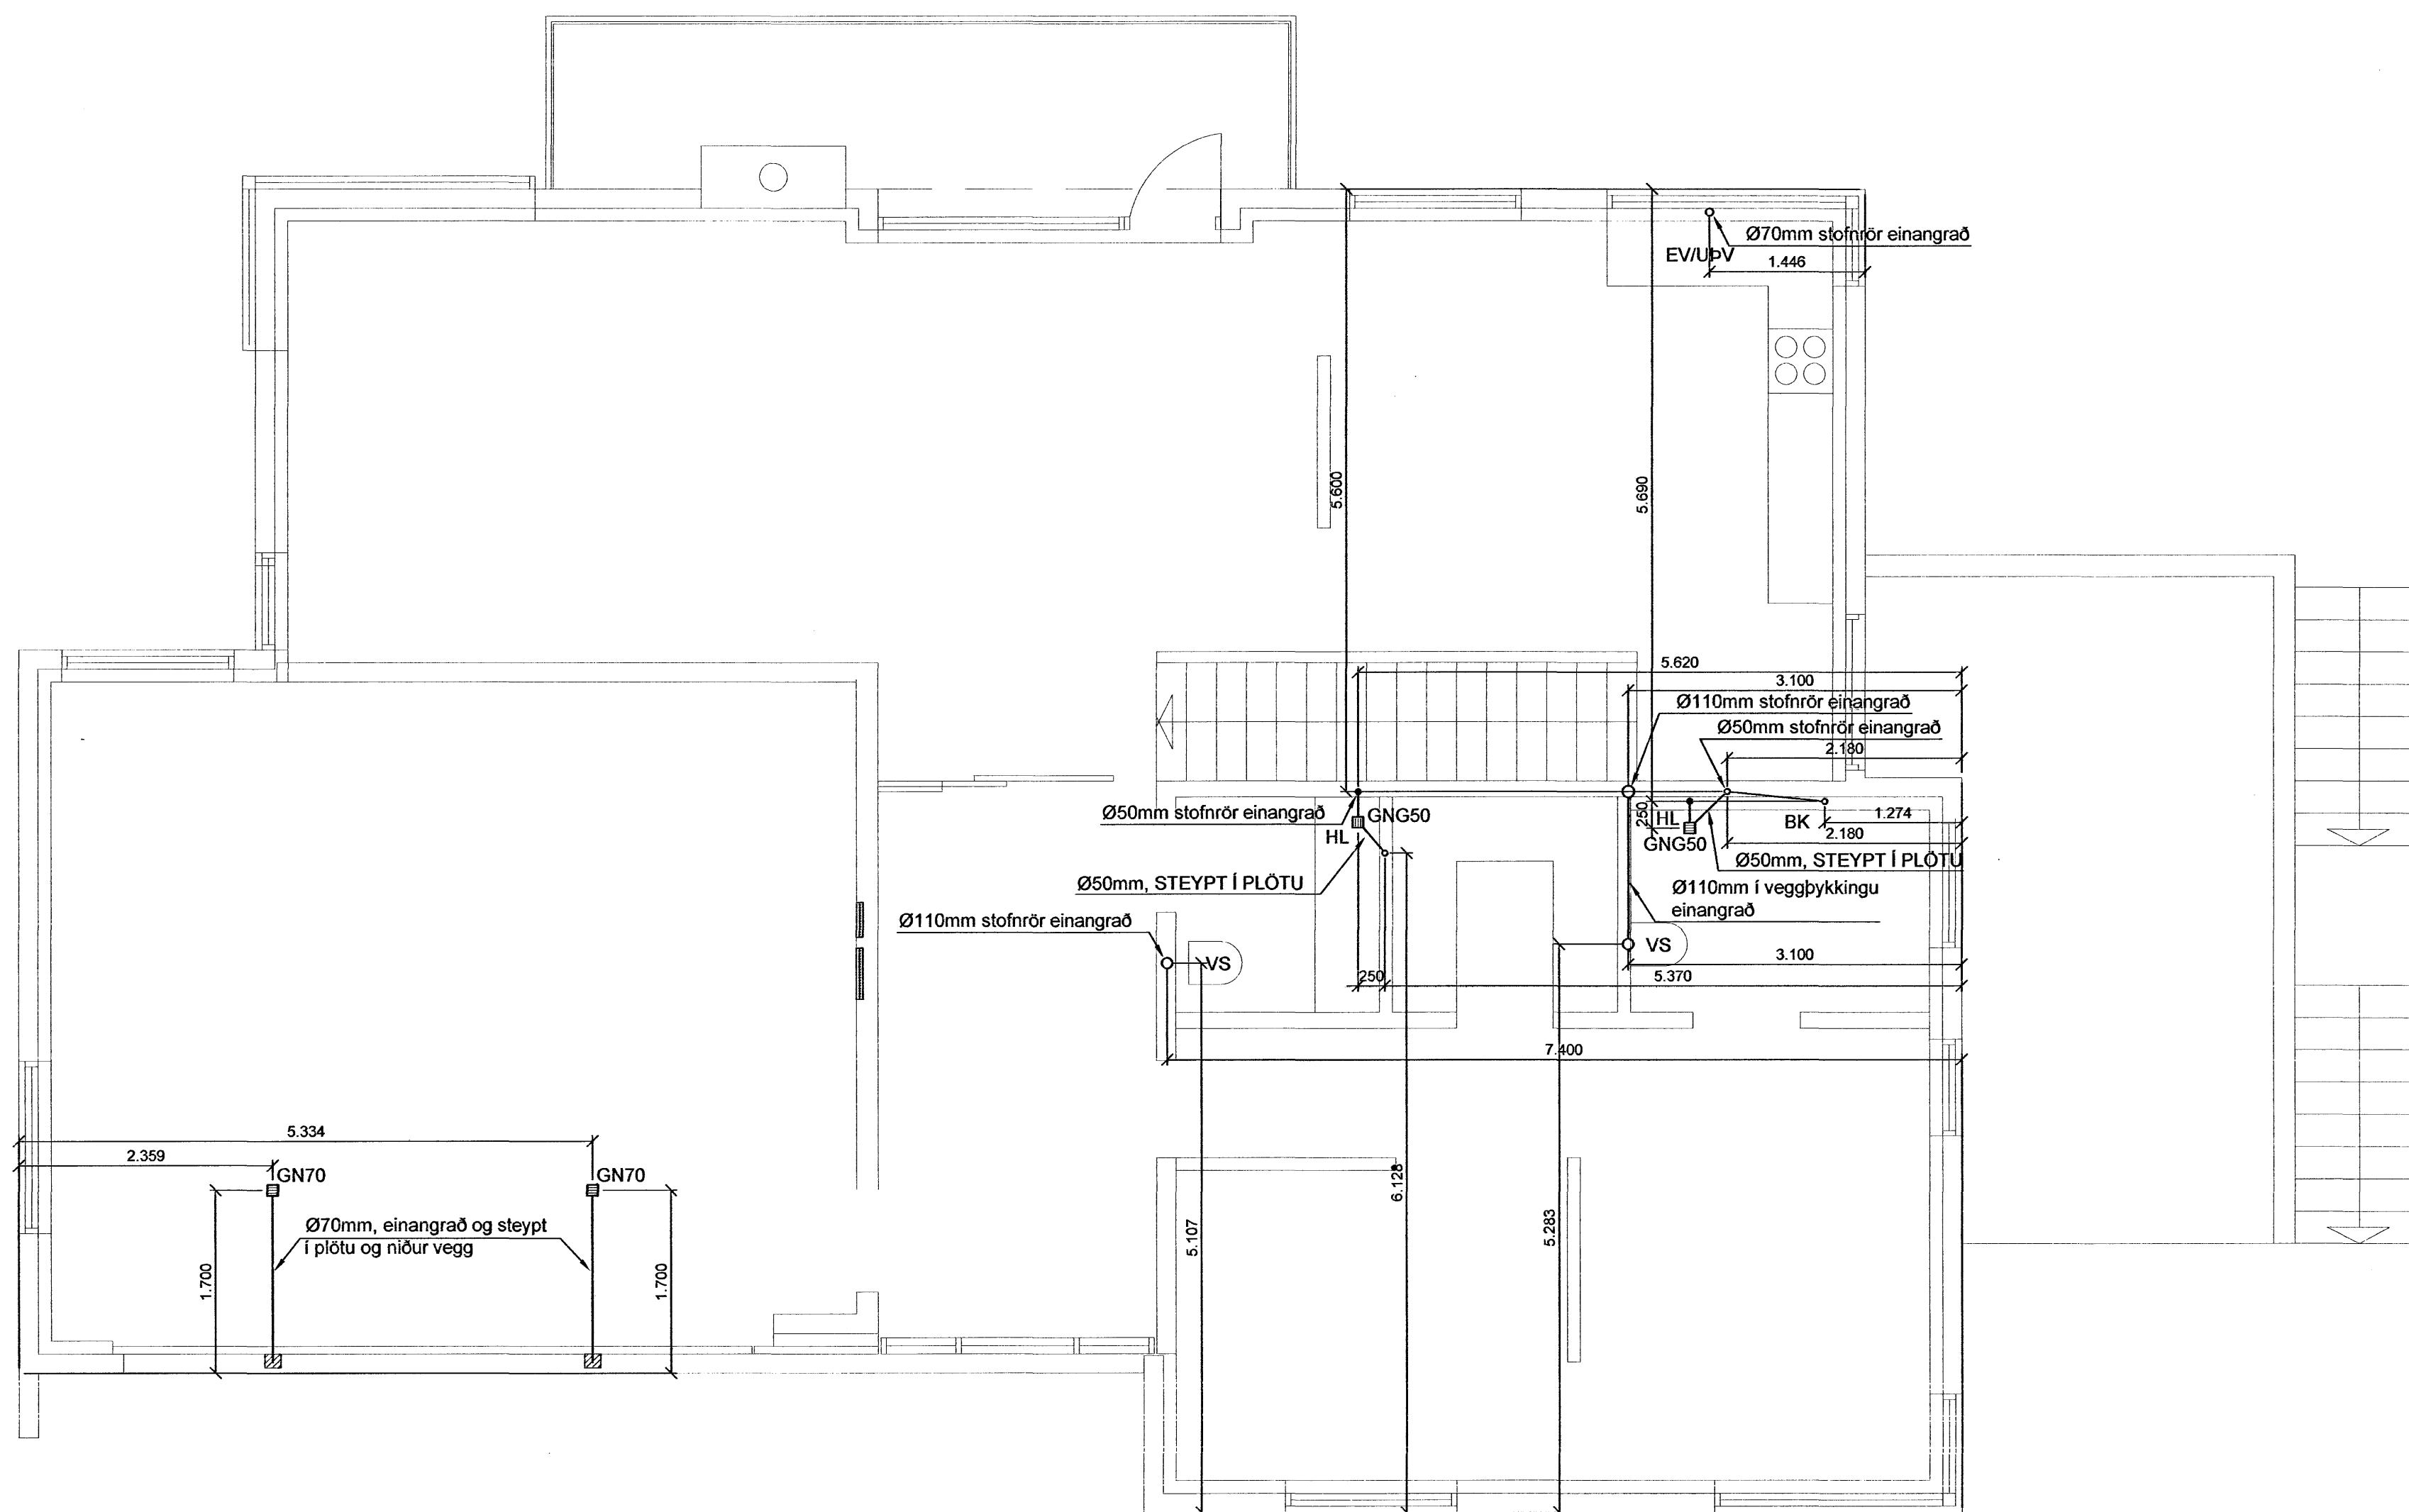 Ø70mm stofnrör einangrað
EV/UÞV
1.446
5.600
5.690
5.620
3.100
Ø110mm stofnrör einangrað
Ø50mm stofnrör einangrað
2.180
Ø50mm stofnrör einangrað
GNG50
HL
250
HL
GNG50
BK
1.274
2.180
Ø50mm, STEYPT Í PLÖTU
Ø50mm, STEYPT Í PLÖTU
Ø110mm í veggþykkingu
einangrað
Ø110mm stofnrör einangrað
VS
VS
3.100
250
5.370
7.400
5.334
2.359
GN70
GN70
Ø70mm, einangrað og steypt
í plötu og niður vegg
1.700
1.700
5.107
6.128
5.283